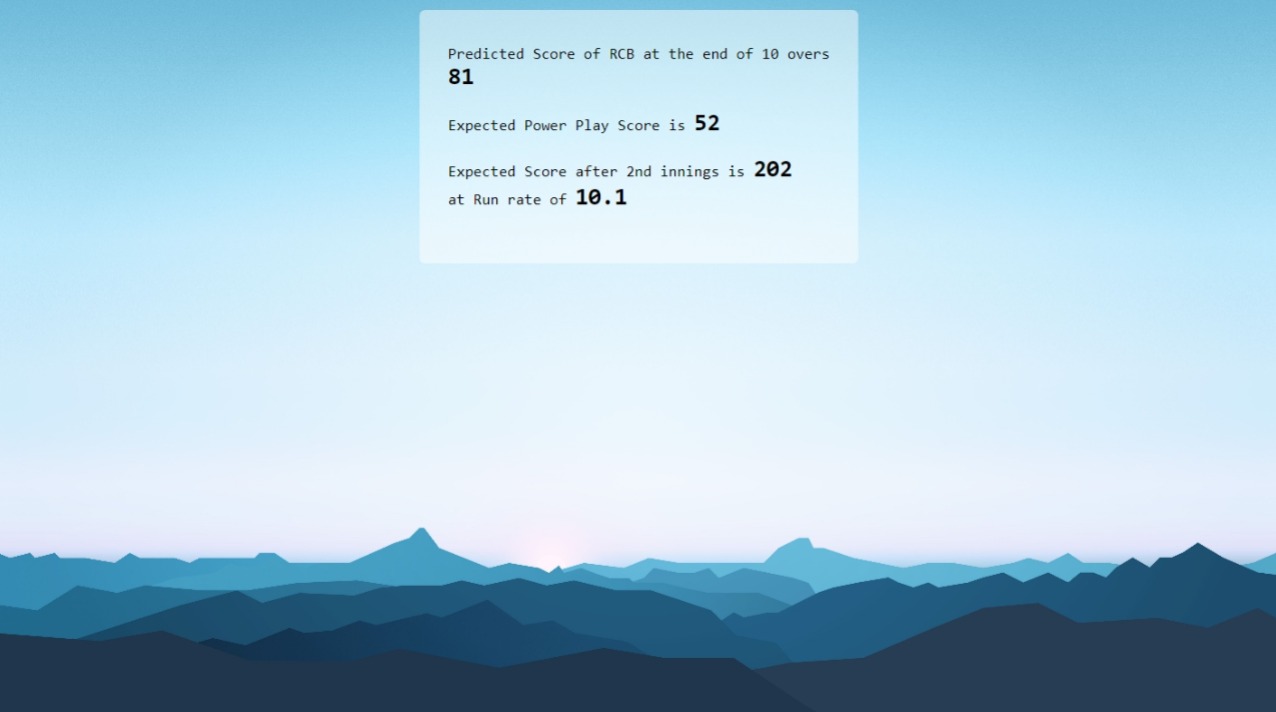 Predicted Score of RCB at the end of 10 overs
81
Expected Power Play Score is 52
Expected Score after 2nd innings is 202
at Run rate of 10.1